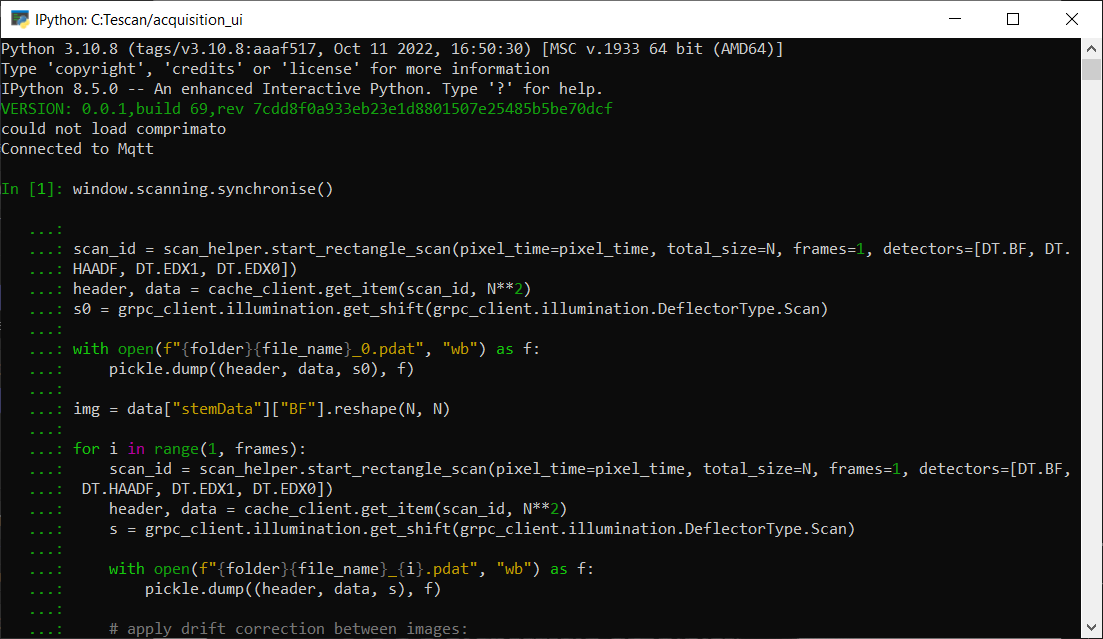 IPython: C:Tescan/acquisition_ui
Python 3.10.8 (tags/v3.10.8:aaaf517, Oct 11 2022, 16:50:30) [MSC v.1933 64 bit (AMD64)]
Type 'copyright', 'credits' or 'license' for more information
IPython 8.5.0 -- An enhanced Interactive Python. Type '?' for help.
VERSION: 0.0.1,build 69,rev 7cdd8f0a933eb23e1d8801507e25485b5be70dcf
could not load comprimato
Connected to Mqtt
In [1]: window.scanning.synchronise()
...:
...: scan_id = scan_helper.start_rectangle_scan(pixel_time=pixel_time, total_size=N, frames=1, detectors=[DT.BF, DT.
...: HAADF, DT.EDX1, DT.EDX0])
...: header, data = cache_client.get_item(scan_id, N**2)
...: s0 = grpc_client.illumination.get_shift(grpc_client.illumination.DeflectorType.Scan)
...:
...: with open(f"{folder}{file_name}_0.pdat", "wb") as f:
...:     pickle.dump((header, data, s0), f)
...:
...: img = data["stemData"]["BF"].reshape(N, N)
...:
...: for i in range(1, frames):
...:     scan_id = scan_helper.start_rectangle_scan(pixel_time=pixel_time, total_size=N, frames=1, detectors=[DT.BF,
...:  DT.HAADF, DT.EDX1, DT.EDX0])
...:     header, data = cache_client.get_item(scan_id, N**2)
...:     s = grpc_client.illumination.get_shift(grpc_client.illumination.DeflectorType.Scan)
...:
...:     with open(f"{folder}{file_name}_{i}.pdat", "wb") as f:
...:         pickle.dump((header, data, s), f)
...:
...:     # apply drift correction between images: